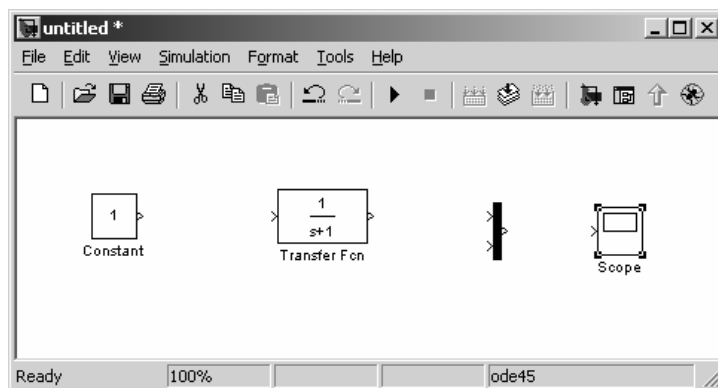 untitled *
File Edit View Simulation Format Tools Help
1
Constant
1
s+1
Transfer Fcn
Scope
Ready 100% ode45